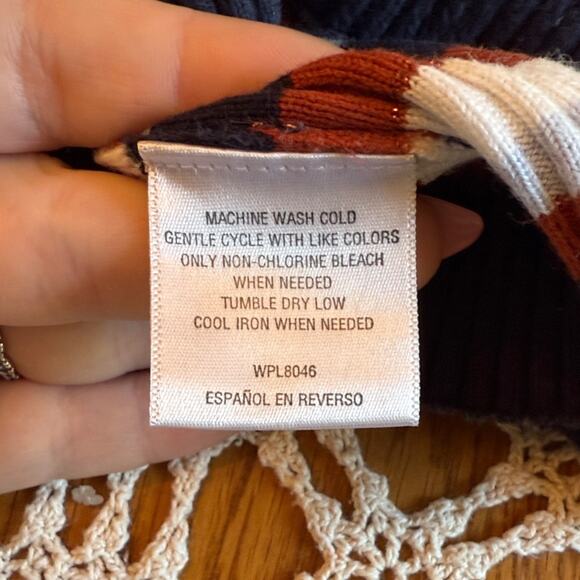 MACHINE WASH COLD
GENTLE CYCLE WITH LIKE COLORS
ONLY NON-CHLORINE BLEACH
WHEN NEEDED
TUMBLE DRY LOW
COOL IRON WHEN NEEDED
WPL8046
ESPAÑOL EN REVERSO